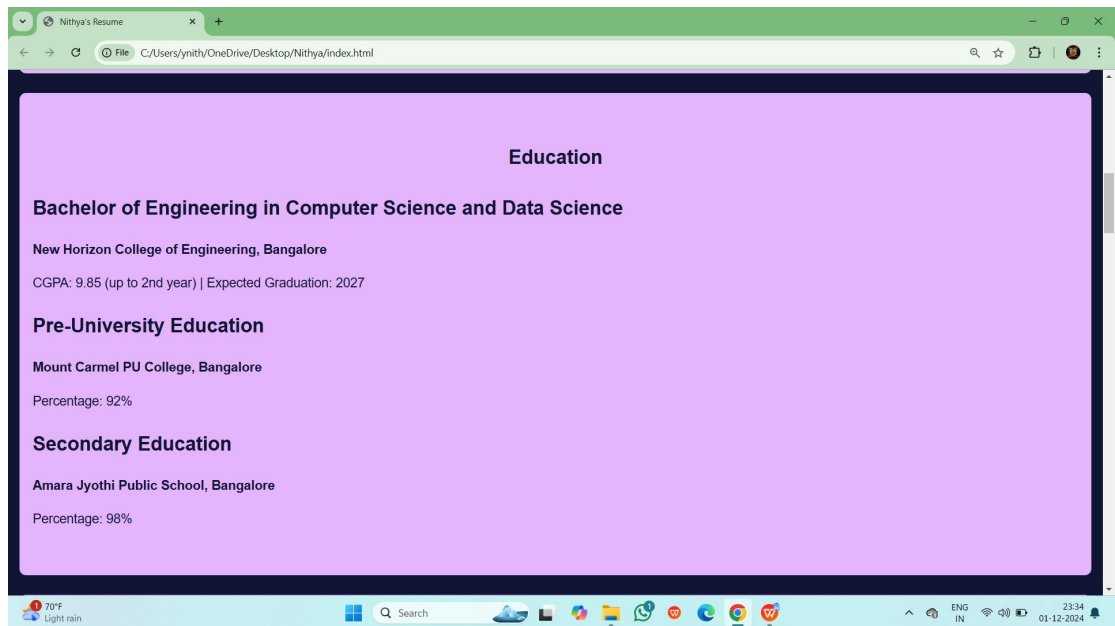 Nithya's Resume
File C:/Users/ynith/OneDrive/Desktop/Nithya/index.html
Education
Bachelor of Engineering in Computer Science and Data Science
New Horizon College of Engineering, Bangalore
CGPA: 9.85 (up to 2nd year) | Expected Graduation: 2027
Pre-University Education
Mount Carmel PU College, Bangalore
Percentage: 92%
Secondary Education
Amara Jyothi Public School, Bangalore
Percentage: 98%
1 70°F
Light rain
Search
1
ENG
IN
23:34
01-12-2024